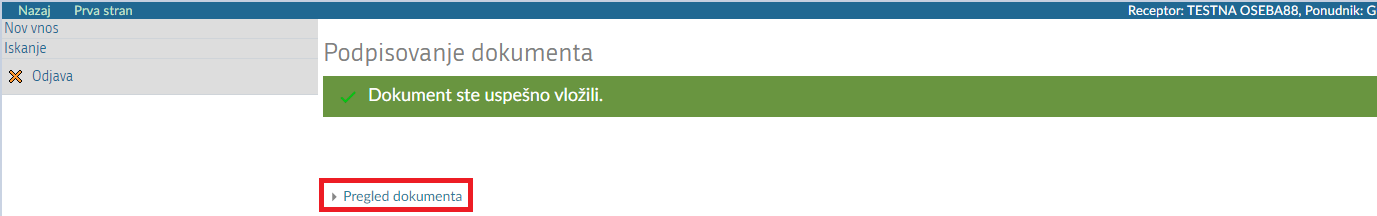 Nazaj Prva stran Receptor: TESTNA OSEBA88, Ponudnik: G
Nov vnos
Iskanje
Odjava
Podpisovanje dokumenta
Dokument ste uspešno vložili.
Pregled dokumenta